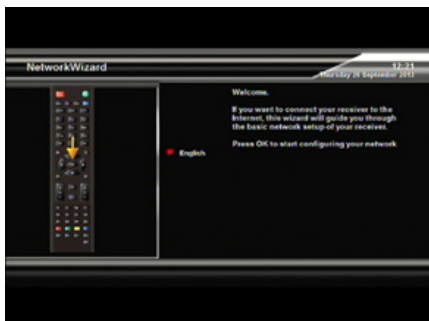 NetworkWizard
12:21
Thursday 26 September 2013
Welcome.
If you want to connect your receiver to the
Internet, this wizard will guide you through
the basic network setup of your receiver.
Press OK to start configuring your network
English